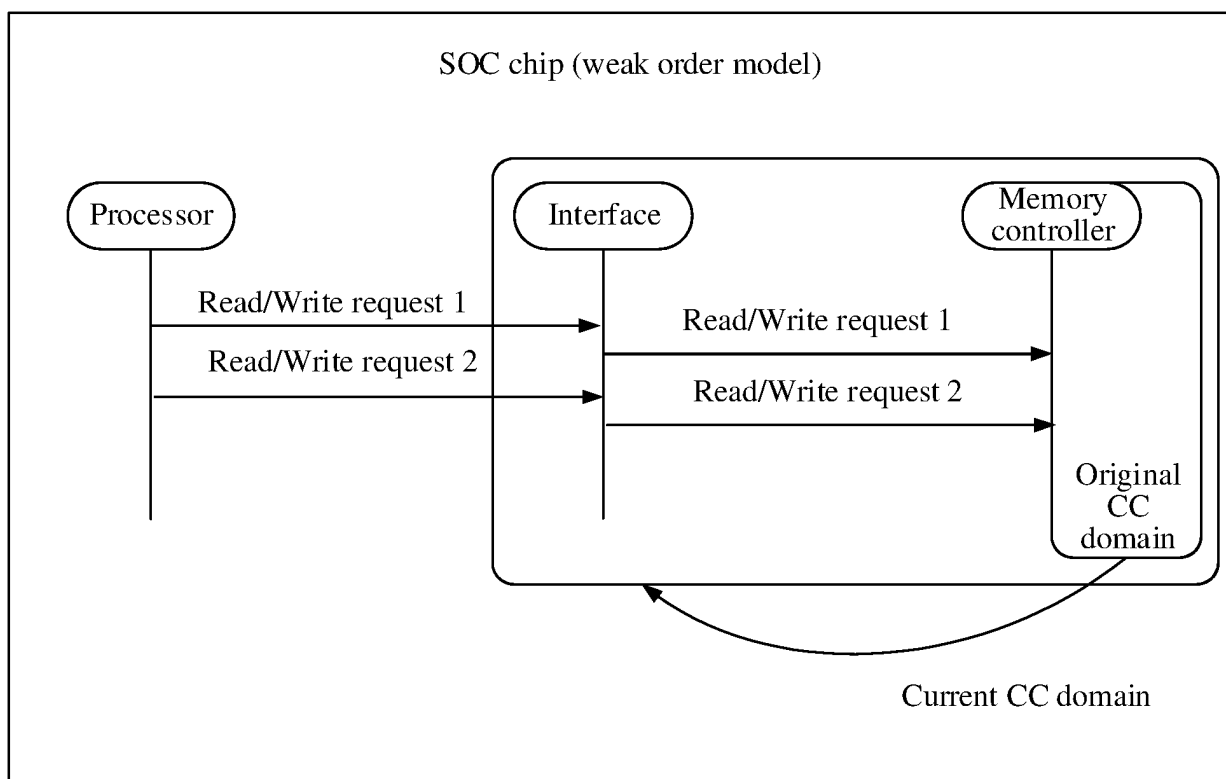 SOC chip (weak order model)
Processor
Interface
Memory
controller
Read/Write request 1
Read/Write request 1
Read/Write request 2
Read/Write request 2
Original
CC
domain
Current CC domain